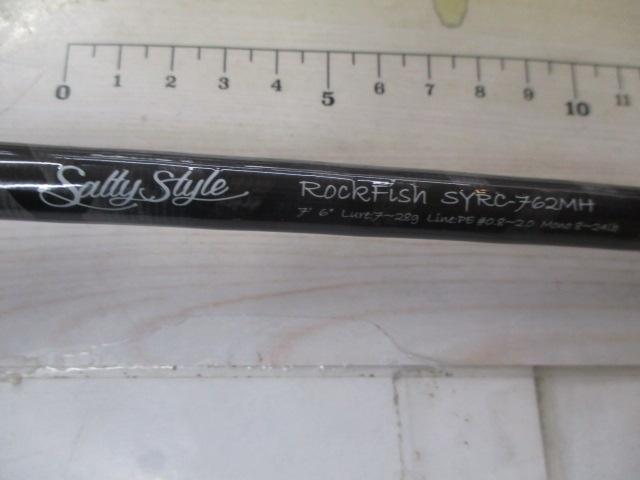 0 1 2 3 4 5 6 7 8 9 10 11
Salty Style
RockFish SYRC-762MH
7' 6" Lure:7~28g Line:PE #0.8~2.0 Mono 8~24lb